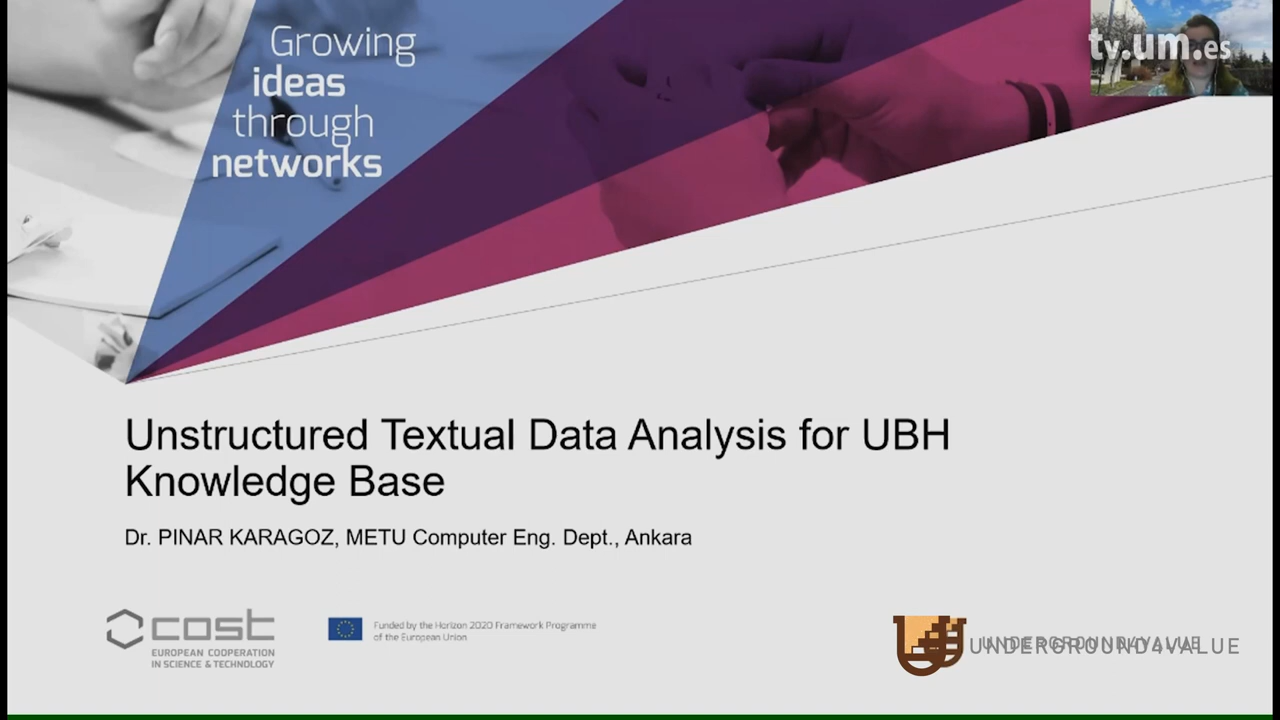 Growing
ideas
through
networks
tv.um.es
Unstructured Textual Data Analysis for UBH
Knowledge Base
Dr. PINAR KARAGOZ, METU Computer Eng. Dept., Ankara
cost
EUROPEAN COOPERATION
IN SCIENCE & TECHNOLOGY
Funded by the Horizon 2020 Framework Programme
of the European Union
UNDERGROUND4VALUE